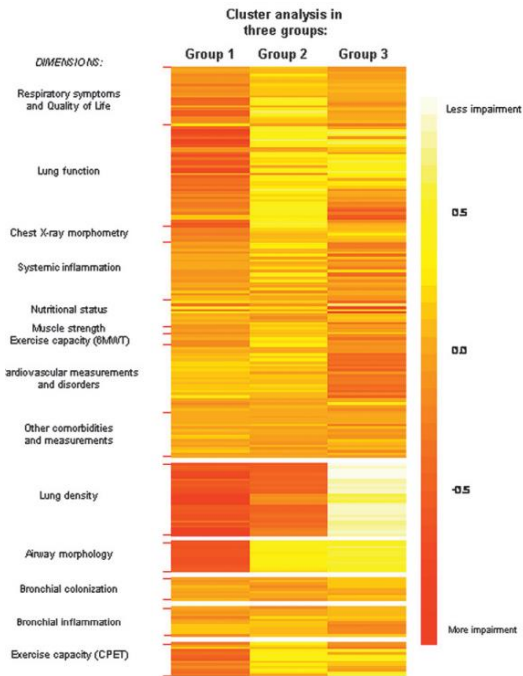 Cluster analysis in
three groups:
DIMENSIONS:
Group 1 Group 2 Group 3
Respiratory symptoms
and Quality of Life
Lung function
Chest X-ray morphometry
Systemic inflammation
Nutritional status
Muscle strength
Exercise capacity (6MWT)
ardiovascular measurements
and disorders
Other comorbidities
and measurements
Lung density
Airway morphology
Bronchial colonization
Bronchial inflammation
Exercise capacity (CPET)
Less impairment
0.5
0.0
-0.5
More impairment